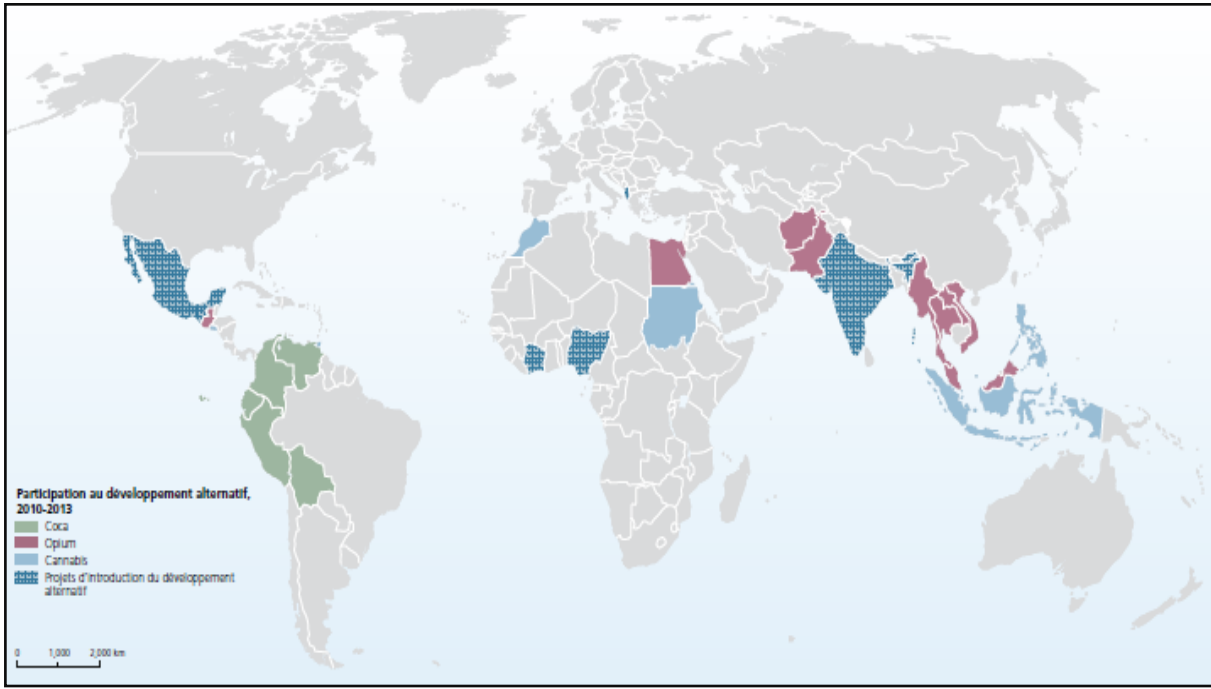 Participation au développement alternatif,
2010-2013
Coca
Opium
Cannabis
Projets d'introduction du développement
alternatif
0 1,000 2,000 km